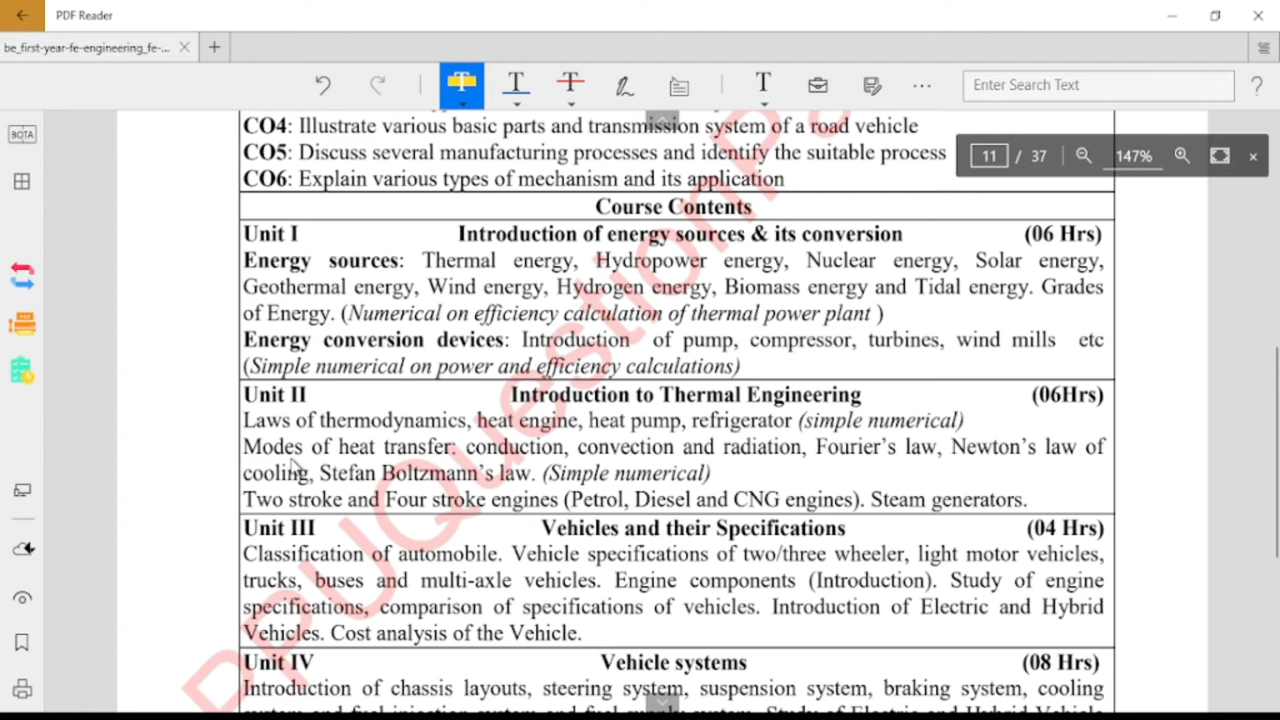 PDF Reader
be_first-year-fe-engineering_fe-...
Enter Search Text
BOTA
11 / 37 147%
CO4: Illustrate various basic parts and transmission system of a road vehicle
CO5: Discuss several manufacturing processes and identify the suitable process
CO6: Explain various types of mechanism and its application
Course Contents
Unit I Introduction of energy sources & its conversion (06 Hrs)
Energy sources: Thermal energy, Hydropower energy, Nuclear energy, Solar energy,
Geothermal energy, Wind energy, Hydrogen energy, Biomass energy and Tidal energy. Grades
of Energy. (Numerical on efficiency calculation of thermal power plant )
Energy conversion devices: Introduction of pump, compressor, turbines, wind mills etc
(Simple numerical on power and efficiency calculations)
Unit II Introduction to Thermal Engineering (06Hrs)
Laws of thermodynamics, heat engine, heat pump, refrigerator (simple numerical)
Modes of heat transfer: conduction, convection and radiation, Fourier's law, Newton's law of
cooling, Stefan Boltzmann's law. (Simple numerical)
Two stroke and Four stroke engines (Petrol, Diesel and CNG engines). Steam generators.
Unit III Vehicles and their Specifications (04 Hrs)
Classification of automobile. Vehicle specifications of two/three wheeler, light motor vehicles,
trucks, buses and multi-axle vehicles. Engine components (Introduction). Study of engine
specifications, comparison of specifications of vehicles. Introduction of Electric and Hybrid
Vehicles. Cost analysis of the Vehicle.
Unit IV Vehicle systems (08 Hrs)
Introduction of chassis layouts, steering system, suspension system, braking system, cooling